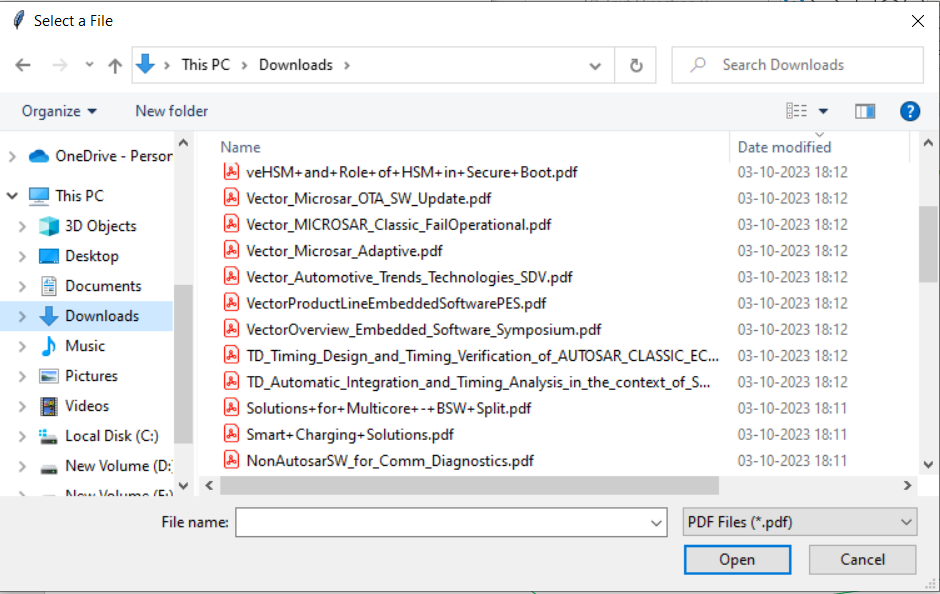 Select a File
This PC > Downloads >
Search Downloads
Organize
New folder
?
OneDrive - Person
This PC
3D Objects
Desktop
Documents
Downloads
Music
Pictures
Videos
Local Disk (C:)
New Volume (D:
New Volume (E:)
Name Date modified
veHSM+and+Role+of+HSM+in+Secure+Boot.pdf 03-10-2023 18:12
Vector_Microsar_OTA_SW_Update.pdf 03-10-2023 18:12
Vector_MICROSAR_Classic_FailOperational.pdf 03-10-2023 18:12
Vector_Microsar_Adaptive.pdf 03-10-2023 18:12
Vector_Automotive_Trends_Technologies_SDV.pdf 03-10-2023 18:12
VectorProductLineEmbeddedSoftwarePES.pdf 03-10-2023 18:12
VectorOverview_Embedded_Software_Symposium.pdf 03-10-2023 18:12
TD_Timing_Design_and_Timing_Verification_of_AUTOSAR_CLASSIC_EC... 03-10-2023 18:12
TD_Automatic_Integration_and_Timing_Analysis_in_the_context_of_S... 03-10-2023 18:12
Solutions+for+Multicore+-+BSW+Split.pdf 03-10-2023 18:11
Smart+Charging+Solutions.pdf 03-10-2023 18:11
NonAutosarSW_for_Comm_Diagnostics.pdf 03-10-2023 18:11
File name:
PDF Files (*.pdf)
Open
Cancel